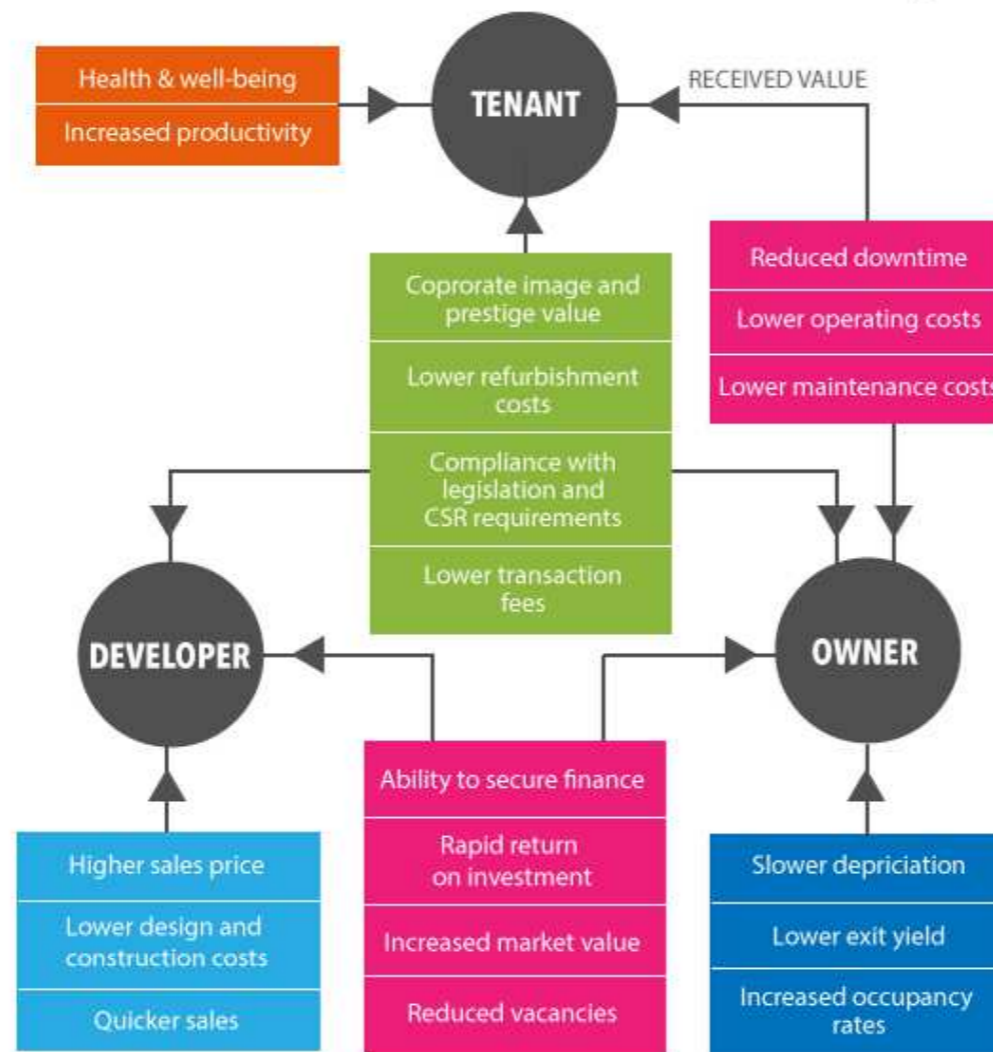 Health & well-being
Increased productivity
TENANT
RECEIVED VALUE
Reduced downtime
Lower operating costs
Lower maintenance costs
Coprorate image and
prestige value
Lower refurbishment
costs
Compliance with
legislation and
CSR requirements
Lower transaction
fees
DEVELOPER
OWNER
Higher sales price
Lower design and
construction costs
Quicker sales
Ability to secure finance
Rapid return
on investment
Increased market value
Reduced vacancies
Slower depriciation
Lower exit yield
Increased occupancy
rates